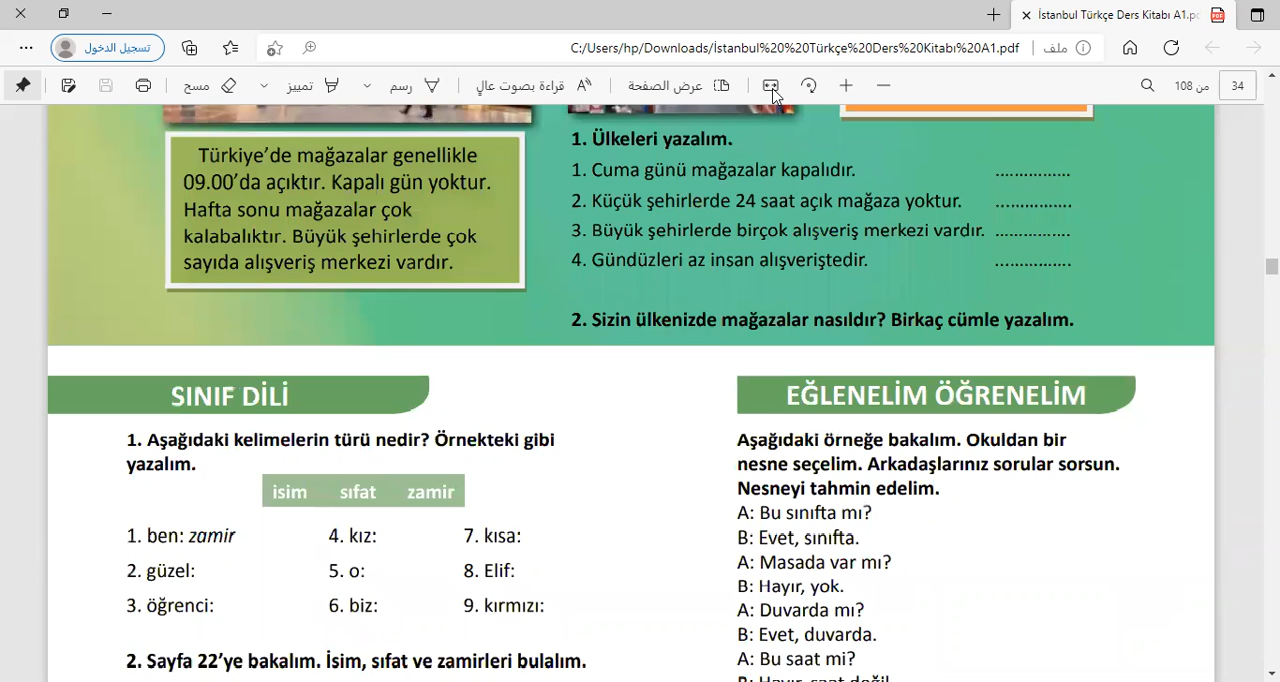 İstanbul Türkçe Ders Kitabı A1.p
تسجيل الدخول
C:/Users/hp/Downloads/İstanbul%20%20Türkçe%20Ders%20Kitabı%20A1.pdf
ملف
مسح
تمييز
رسم
قراءة بصوت عالٍ
عرض الصفحة
من 108
34
Türkiye’de mağazalar genellikle
09.00’da açıktır. Kapalı gün yoktur.
Hafta sonu mağazalar çok
kalabalıktır. Büyük şehirlerde çok
sayıda alışveriş merkezi vardır.
1. Ülkeleri yazalım.
1. Cuma günü mağazalar kapalıdır. ................
2. Küçük şehirlerde 24 saat açık mağaza yoktur. ................
3. Büyük şehirlerde birçok alışveriş merkezi vardır. ................
4. Gündüzleri az insan alışveriştedir. ................
2. Sizin ülkenizde mağazalar nasıldır? Birkaç cümle yazalım.
SINIF DİLİ
1. Aşağıdaki kelimelerin türü nedir? Örnekteki gibi
yazalım.
isim sıfat zamir
1. ben: zamir 4. kız: 7. kısa:
2. güzel: 5. o: 8. Elif:
3. öğrenci: 6. biz: 9. kırmızı:
2. Sayfa 22’ye bakalım. İsim, sıfat ve zamirleri bulalım.
EĞLENELİM ÖĞRENELİM
Aşağıdaki örneğe bakalım. Okuldan bir
nesne seçelim. Arkadaşlarınız sorular sorsun.
Nesneyi tahmin edelim.
A: Bu sınıfta mı?
B: Evet, sınıfta.
A: Masada var mı?
B: Hayır, yok.
A: Duvarda mı?
B: Evet, duvarda.
A: Bu saat mi?
B: Hayır, saat değil